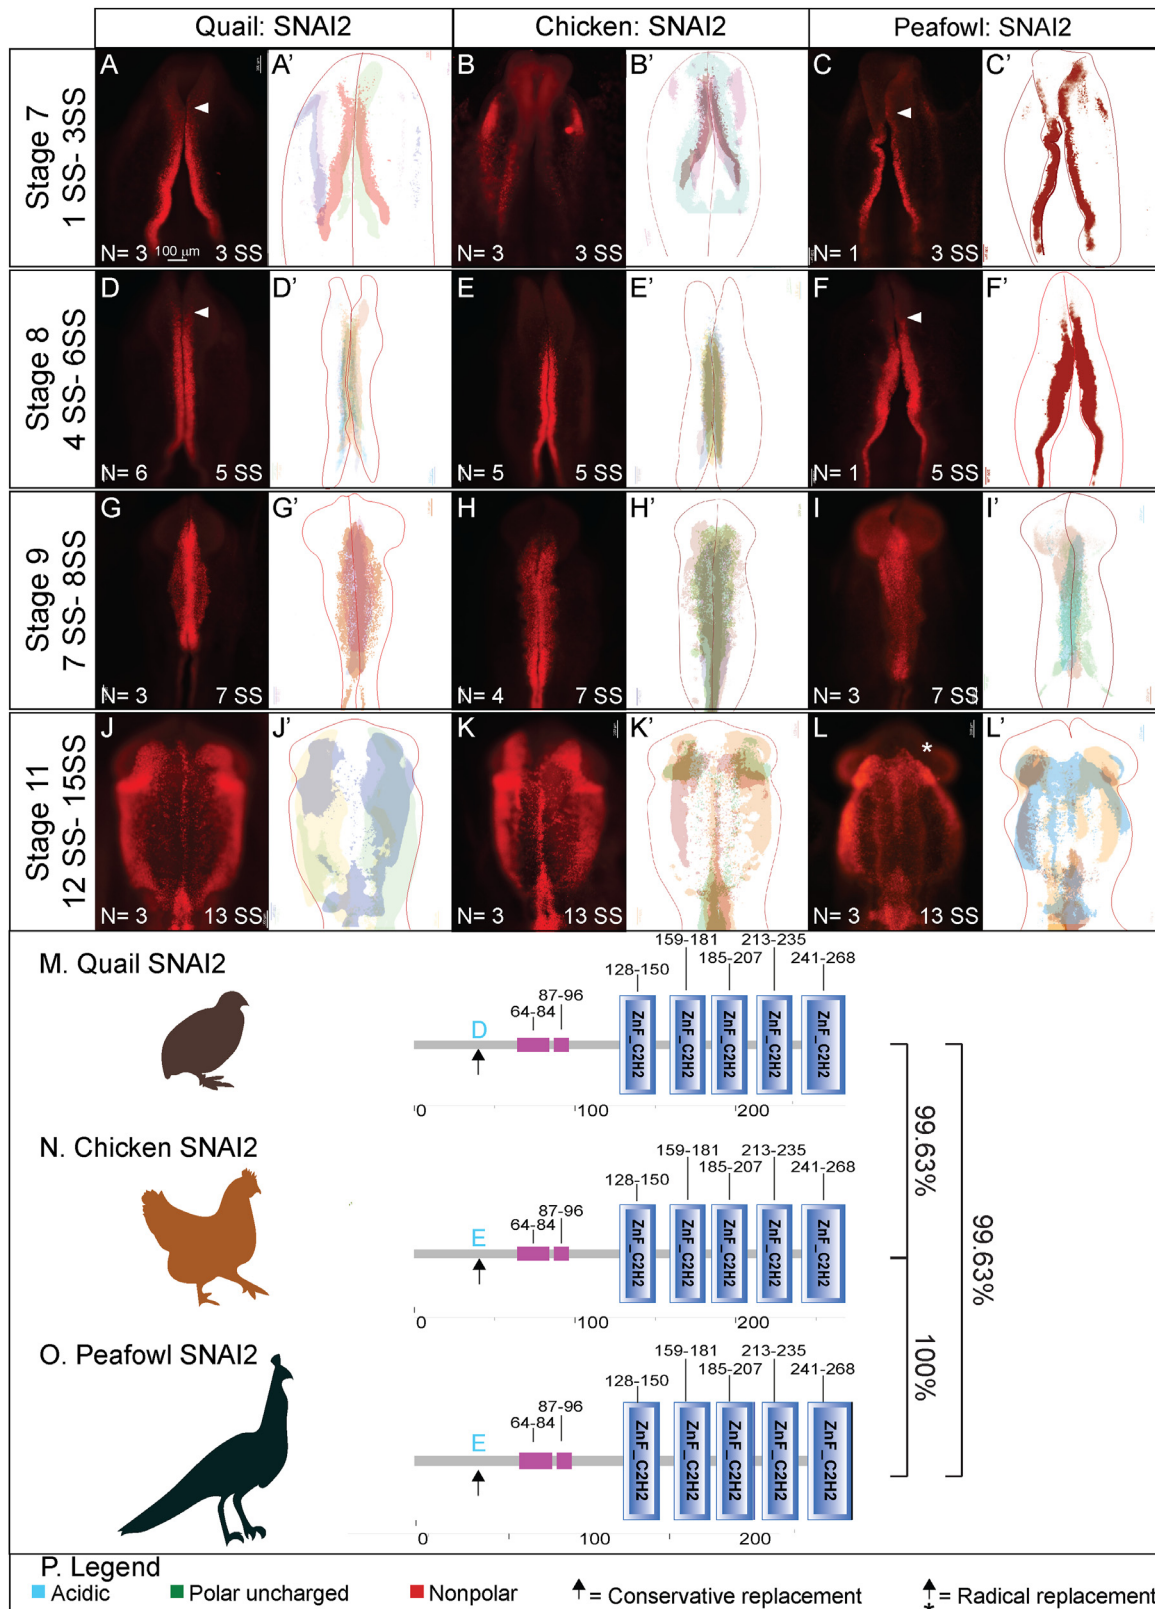 Quail: SNAI2 Chicken: SNAI2 Peafowl: SNAI2
Stage 7
1 SS- 3SS
A A' B B' C C'
N= 3 100 µm 3 SS N= 3 3 SS N= 1 3 SS
Stage 8
4 SS- 6SS
D D' E E' F F'
N= 6 5 SS N= 5 5 SS N= 1 5 SS
Stage 9
7 SS- 8SS
G G' H H' I I'
N= 3 7 SS N= 4 7 SS N= 3 7 SS
Stage 11
12 SS- 15SS
J J' K K' L * L'
N= 3 13 SS N= 3 13 SS N= 3 13 SS
M. Quail SNAI2
159-181 213-235
128-150 185-207 241-268
87-96
64-84
D
ZnF_C2H2 ZnF_C2H2 ZnF_C2H2 ZnF_C2H2 ZnF_C2H2
0 100 200
N. Chicken SNAI2
159-181 213-235
128-150 185-207 241-268
87-96
64-84
E
ZnF_C2H2 ZnF_C2H2 ZnF_C2H2 ZnF_C2H2 ZnF_C2H2
0 100 200
O. Peafowl SNAI2
159-181 213-235
128-150 185-207 241-268
87-96
64-84
E
ZnF_C2H2 ZnF_C2H2 ZnF_C2H2 ZnF_C2H2 ZnF_C2H2
0 100 200
99.63%
100%
99.63%
P. Legend
Acidic Polar uncharged Nonpolar = Conservative replacement * = Radical replacement